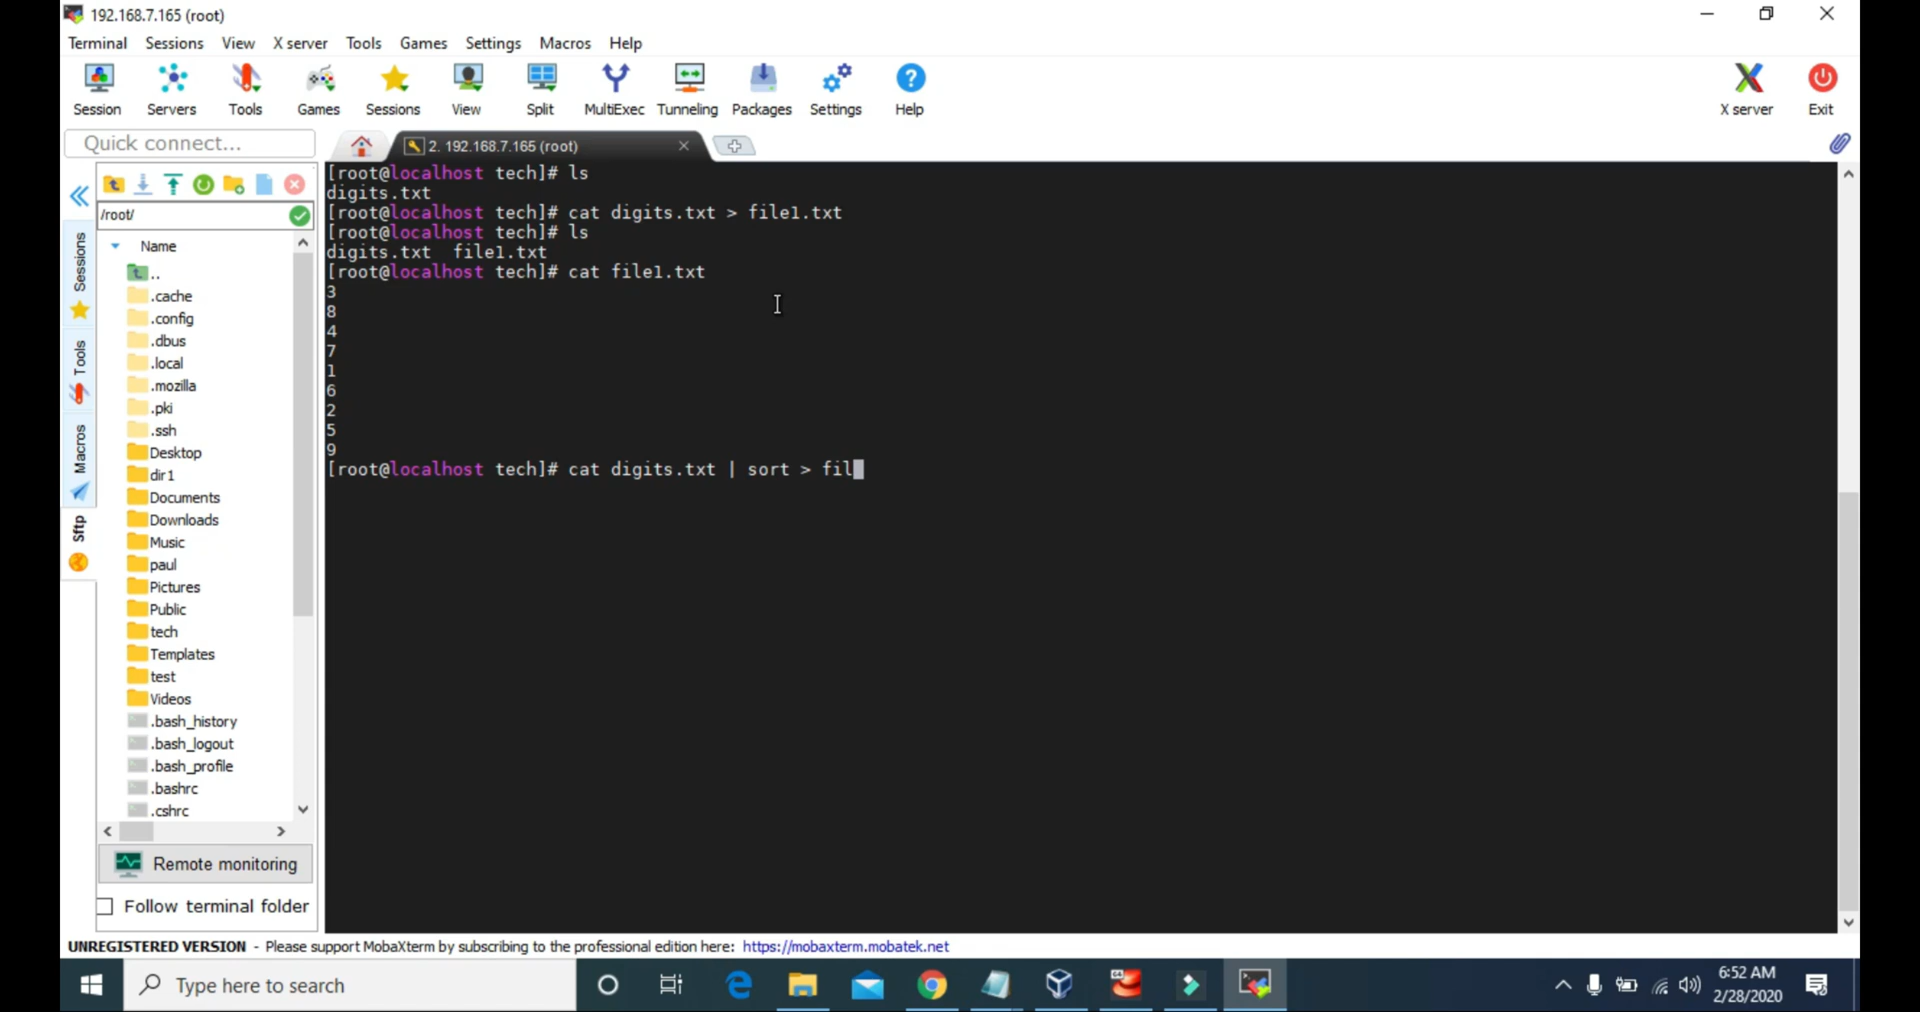 192.168.7.165 (root)
Terminal Sessions View X server Tools Games Settings Macros Help
Session Servers Tools Games Sessions View Split MultiExec Tunneling Packages Settings Help X server Exit
Quick connect...
2. 192.168.7.165 (root)
/root/
Name
..
.cache
.config
.dbus
.local
.mozilla
.pki
.ssh
Desktop
dir1
Documents
Downloads
Music
paul
Pictures
Public
tech
Templates
test
Videos
.bash_history
.bash_logout
.bash_profile
.bashrc
.cshrc
Remote monitoring
Follow terminal folder
Sessions
Tools
Macros
Sftp
[root@localhost tech]# ls
digits.txt
[root@localhost tech]# cat digits.txt > file1.txt
[root@localhost tech]# ls
digits.txt  file1.txt
[root@localhost tech]# cat file1.txt
3
8
4
7
1
6
2
5
9
[root@localhost tech]# cat digits.txt | sort > fil
UNREGISTERED VERSION - Please support MobaXterm by subscribing to the professional edition here: https://mobaxterm.mobatek.net
Type here to search
6:52 AM
2/28/2020